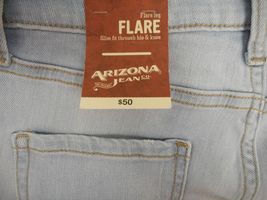 Flare leg
FLARE
Slim fit through hip & knee
ARIZONA
JEAN CO.
$50